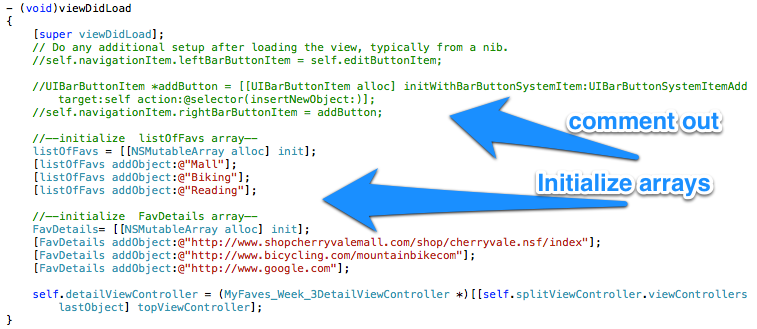 - (void)viewDidLoad
{
[super viewDidLoad];
// Do any additional setup after loading the view, typically from a nib.
//self.navigationItem.leftBarButtonItem = self.editButtonItem;
//UIBarButtonItem *addButton = [[UIBarButtonItem alloc] initWithBarButtonSystemItem:UIBarButtonSystemItemAdd
target:self action:@selector(insertNewObject:)];
//self.navigationItem.rightBarButtonItem = addButton;
comment out
//--initialize  listOfFavs array--
listOfFavs = [[NSMutableArray alloc] init];
[listOfFavs addObject:@"Mall"];
[listOfFavs addObject:@"Biking"];
[listOfFavs addObject:@"Reading"];
Initialize arrays
//--initialize  FavDetails array--
FavDetails= [[NSMutableArray alloc] init];
[FavDetails addObject:@"http://www.shopcherryvalemall.com/shop/cherryvale.nsf/index"];
[FavDetails addObject:@"http://www.bicycling.com/mountainbikecom"];
[FavDetails addObject:@"http://www.google.com"];
self.detailViewController = (MyFaves_Week_3DetailViewController *)[[self.splitViewController.viewControllers
lastObject] topViewController];
}